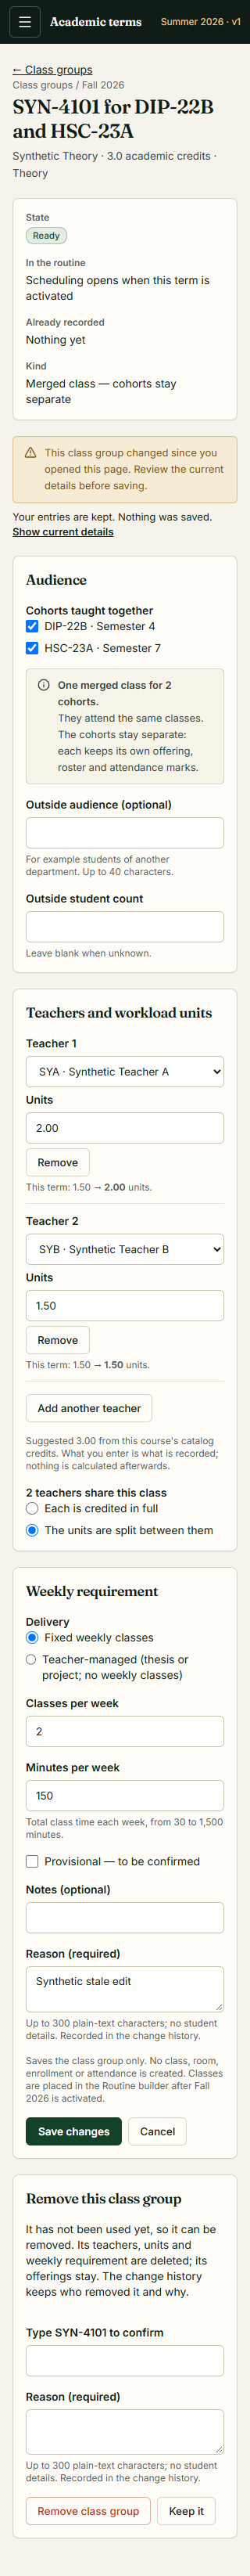 Academic terms
Summer 2026 · v1
← Class groups
Class groups / Fall 2026
SYN-4101 for DIP-22B
and HSC-23A
Synthetic Theory · 3.0 academic credits ·
Theory
State
Ready
In the routine
Scheduling opens when this term is
activated
Already recorded
Nothing yet
Kind
Merged class — cohorts stay
separate
This class group changed since you
opened this page. Review the current
details before saving.
Your entries are kept. Nothing was saved.
Show current details
Audience
Cohorts taught together
DIP-22B · Semester 4
HSC-23A · Semester 7
One merged class for 2
cohorts.
They attend the same classes.
The cohorts stay separate:
each keeps its own offering,
roster and attendance marks.
Outside audience (optional)
For example students of another
department. Up to 40 characters.
Outside student count
Leave blank when unknown.
Teachers and workload units
Teacher 1
SYA · Synthetic Teacher A
Units
2.00
Remove
This term: 1.50 → 2.00 units.
Teacher 2
SYB · Synthetic Teacher B
Units
1.50
Remove
This term: 1.50 → 1.50 units.
Add another teacher
Suggested 3.00 from this course's catalog
credits. What you enter is what is recorded;
nothing is calculated afterwards.
2 teachers share this class
Each is credited in full
The units are split between them
Weekly requirement
Delivery
Fixed weekly classes
Teacher-managed (thesis or
project; no weekly classes)
Classes per week
2
Minutes per week
150
Total class time each week, from 30 to 1,500
minutes.
Provisional — to be confirmed
Notes (optional)
Reason (required)
Synthetic stale edit
Up to 300 plain-text characters; no student
details. Recorded in the change history.
Saves the class group only. No class, room,
enrollment or attendance is created. Classes
are placed in the Routine builder after Fall
2026 is activated.
Save changes
Cancel
Remove this class group
It has not been used yet, so it can be
removed. Its teachers, units and
weekly requirement are deleted; its
offerings stay. The change history
keeps who removed it and why.
Type SYN-4101 to confirm
Reason (required)
Up to 300 plain-text characters; no student
details. Recorded in the change history.
Remove class group
Keep it